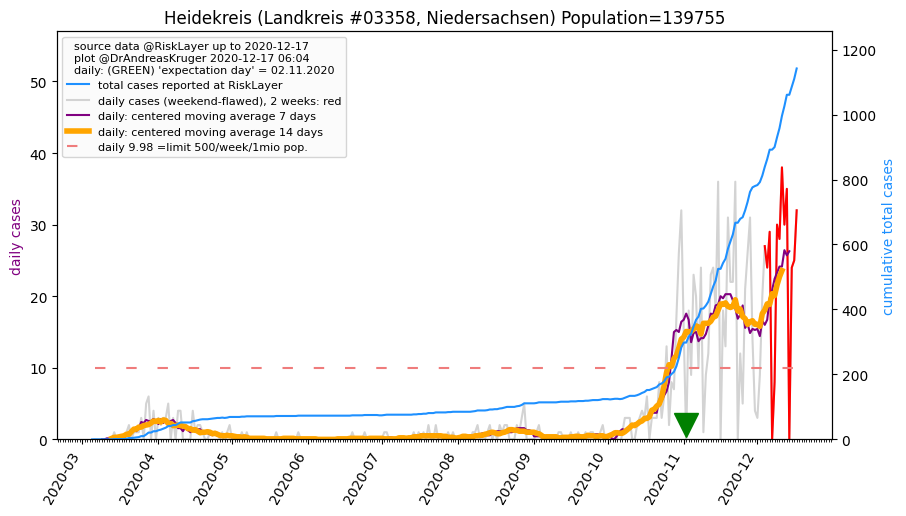 Heidekreis (Landkreis #03358, Niedersachsen) Population=139755
source data @RiskLayer up to 2020-12-17
plot @DrAndreasKruger 2020-12-17 06:04
daily: (GREEN) 'expectation day' = 02.11.2020
total cases reported at RiskLayer
daily cases (weekend-flawed), 2 weeks: red
daily: centered moving average 7 days
daily: centered moving average 14 days
daily 9.98 =limit 500/week/1mio pop.
daily cases
50
40
30
20
10
0
cumulative total cases
1200
1000
800
600
400
200
0
2020-03
2020-04
2020-05
2020-06
2020-07
2020-08
2020-09
2020-10
2020-11
2020-12